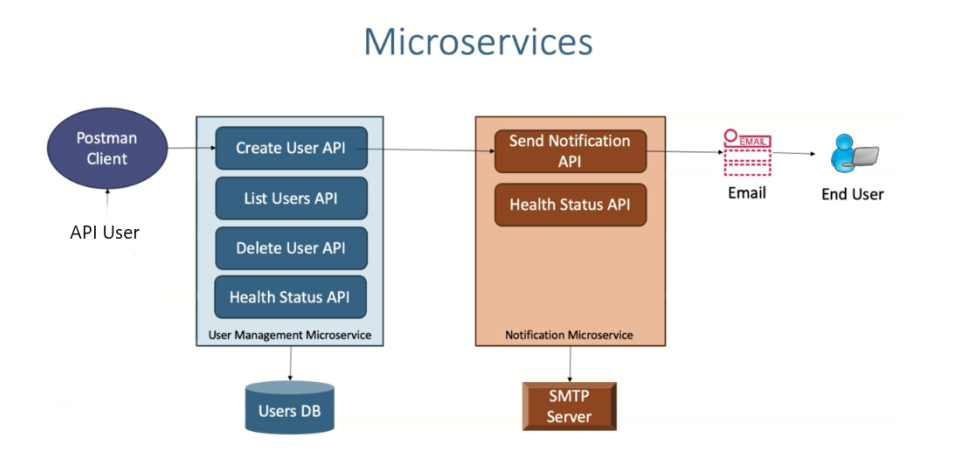 Microservices
Postman
Client
API User
Create User API
List Users API
Delete User API
Health Status API
User Management Microservice
Users DB
Send Notification
API
Health Status API
Notification Microservice
SMTP
Server
EMAIL
Email
End User